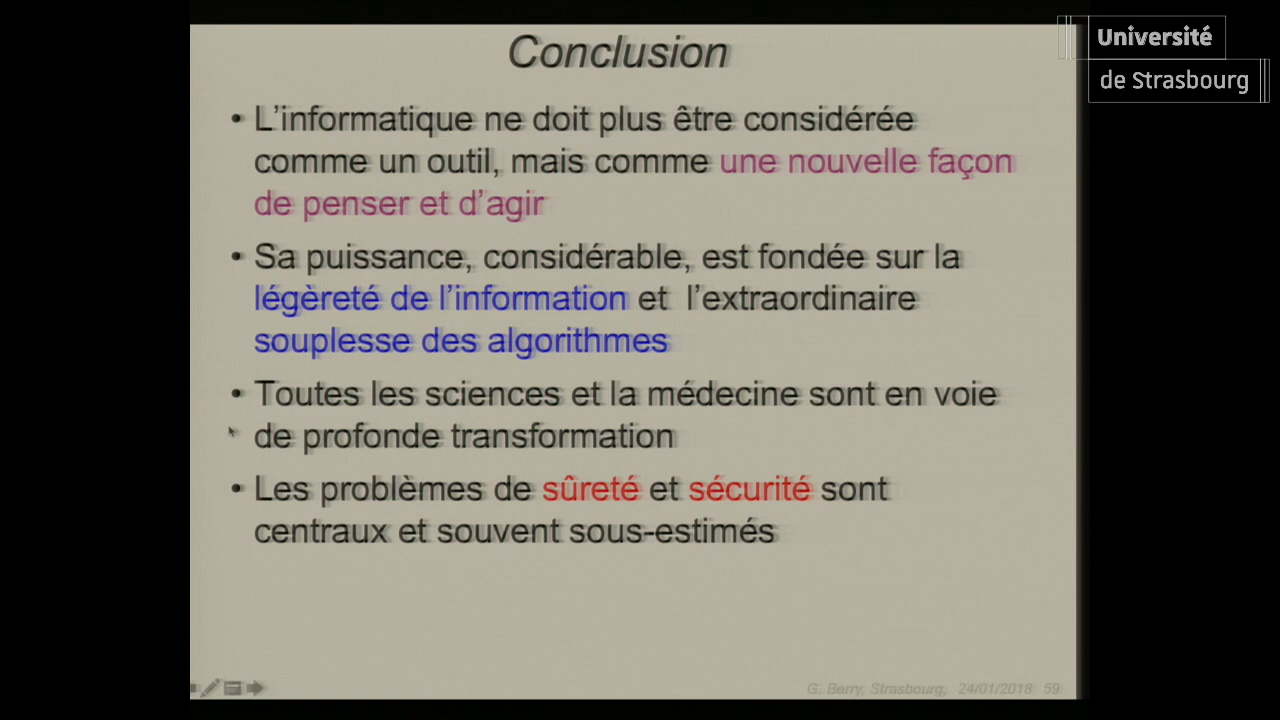 Conclusion
Université
de Strasbourg
• L'informatique ne doit plus être considérée
comme un outil, mais comme une nouvelle façon
de penser et d'agir
• Sa puissance, considérable, est fondée sur la
légèreté de l'information et l'extraordinaire
souplesse des algorithmes
• Toutes les sciences et la médecine sont en voie
de profonde transformation
• Les problèmes de sûreté et sécurité sont
centraux et souvent sous-estimés
G. Berry, Strasbourg, 24/01/2018 59